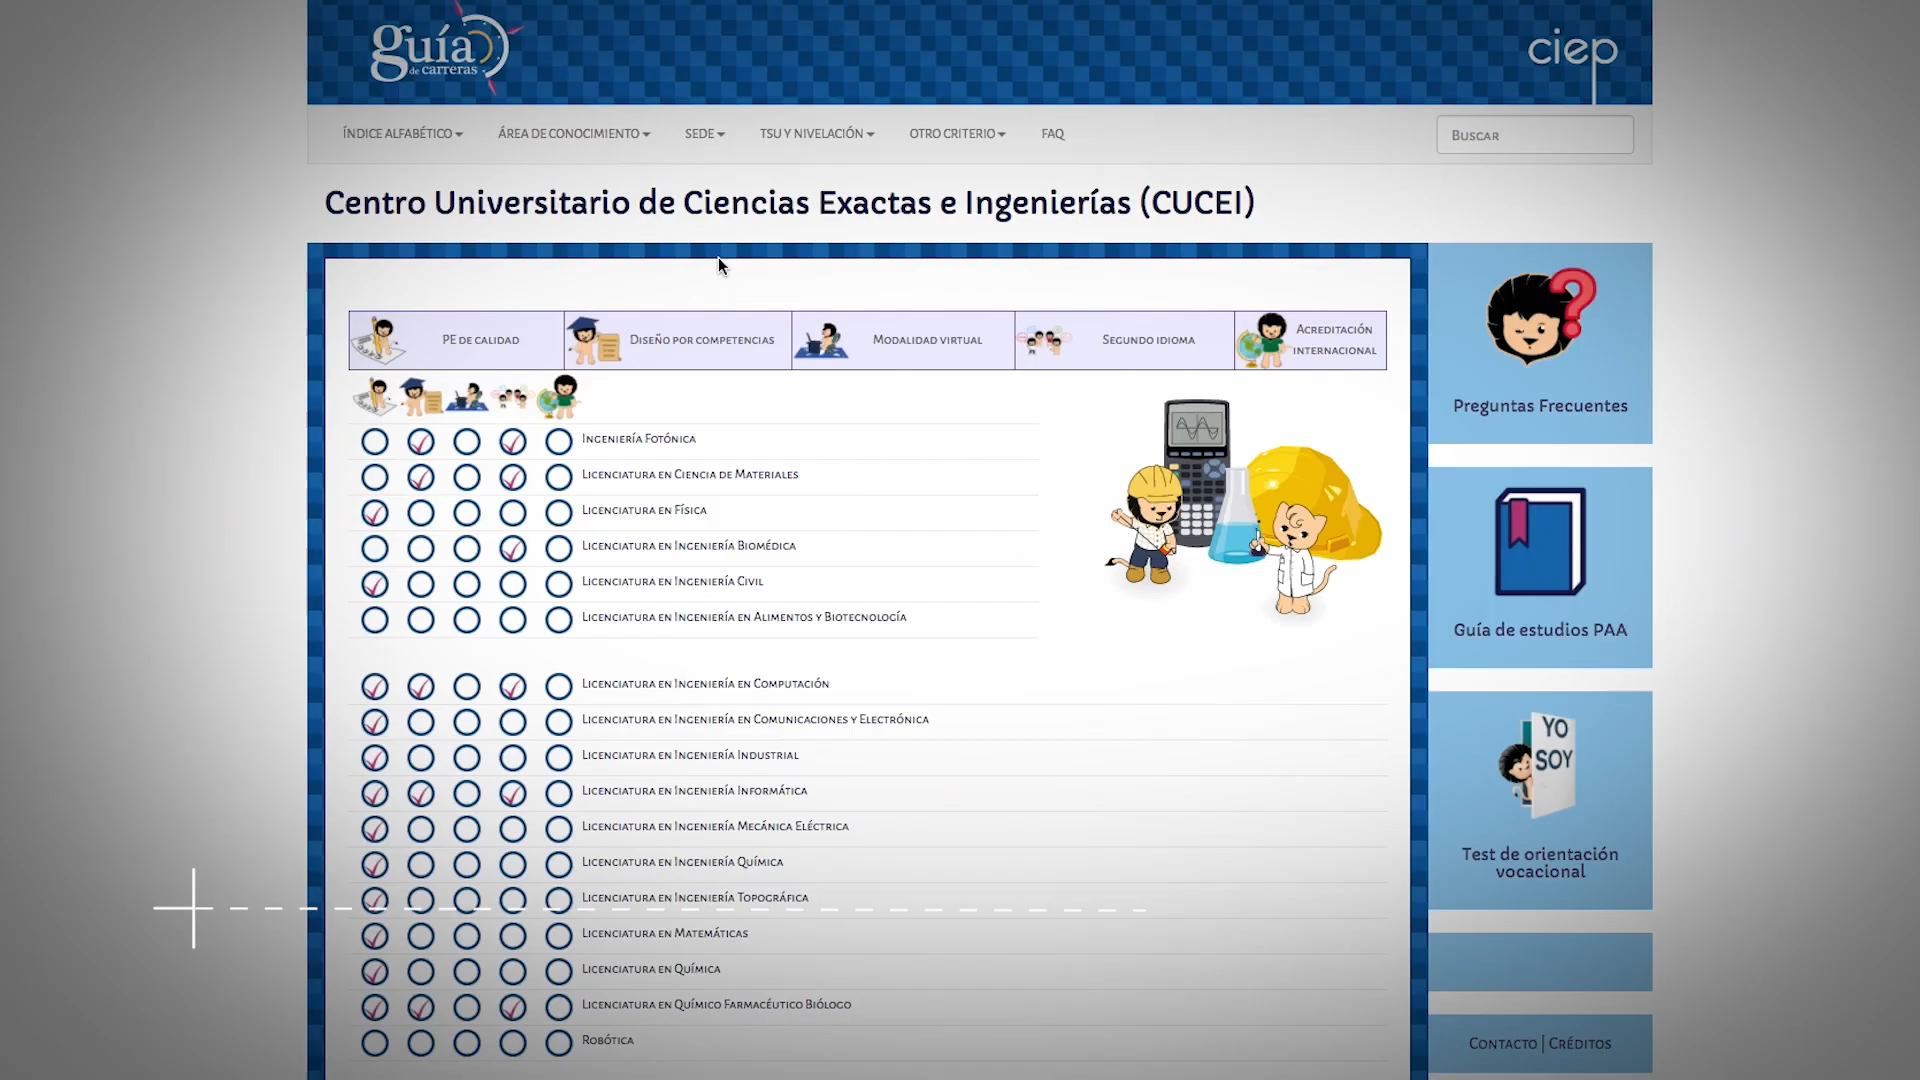 guía
de carreras
ciep
ÍNDICE ALFABÉTICO
ÁREA DE CONOCIMIENTO
SEDE
TSU Y NIVELACIÓN
OTRO CRITERIO
FAQ
BUSCAR
Centro Universitario de Ciencias Exactas e Ingenierías (CUCEI)
PE DE CALIDAD
DISEÑO POR COMPETENCIAS
MODALIDAD VIRTUAL
SEGUNDO IDIOMA
ACREDITACIÓN
INTERNACIONAL
INGENIERÍA FOTÓNICA
LICENCIATURA EN CIENCIA DE MATERIALES
LICENCIATURA EN FÍSICA
LICENCIATURA EN INGENIERÍA BIOMÉDICA
LICENCIATURA EN INGENIERÍA CIVIL
LICENCIATURA EN INGENIERÍA EN ALIMENTOS Y BIOTECNOLOGÍA
LICENCIATURA EN INGENIERÍA EN COMPUTACIÓN
LICENCIATURA EN INGENIERÍA EN COMUNICACIONES Y ELECTRÓNICA
LICENCIATURA EN INGENIERÍA INDUSTRIAL
LICENCIATURA EN INGENIERÍA INFORMÁTICA
LICENCIATURA EN INGENIERÍA MECÁNICA ELÉCTRICA
LICENCIATURA EN INGENIERÍA QUÍMICA
LICENCIATURA EN INGENIERÍA TOPOGRÁFICA
LICENCIATURA EN MATEMÁTICAS
LICENCIATURA EN QUÍMICA
LICENCIATURA EN QUÍMICO FARMACÉUTICO BIÓLOGO
ROBÓTICA
Preguntas Frecuentes
Guía de estudios PAA
YO
SOY
Test de orientación
vocacional
CONTACTO | CRÉDITOS